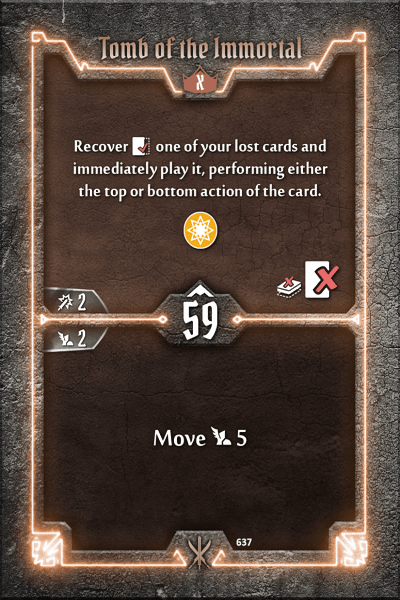 Tomb of the Immortal
X
Recover one of your lost cards and
immediately play it, performing either
the top or bottom action of the card.
2
59
2
Move 5
637